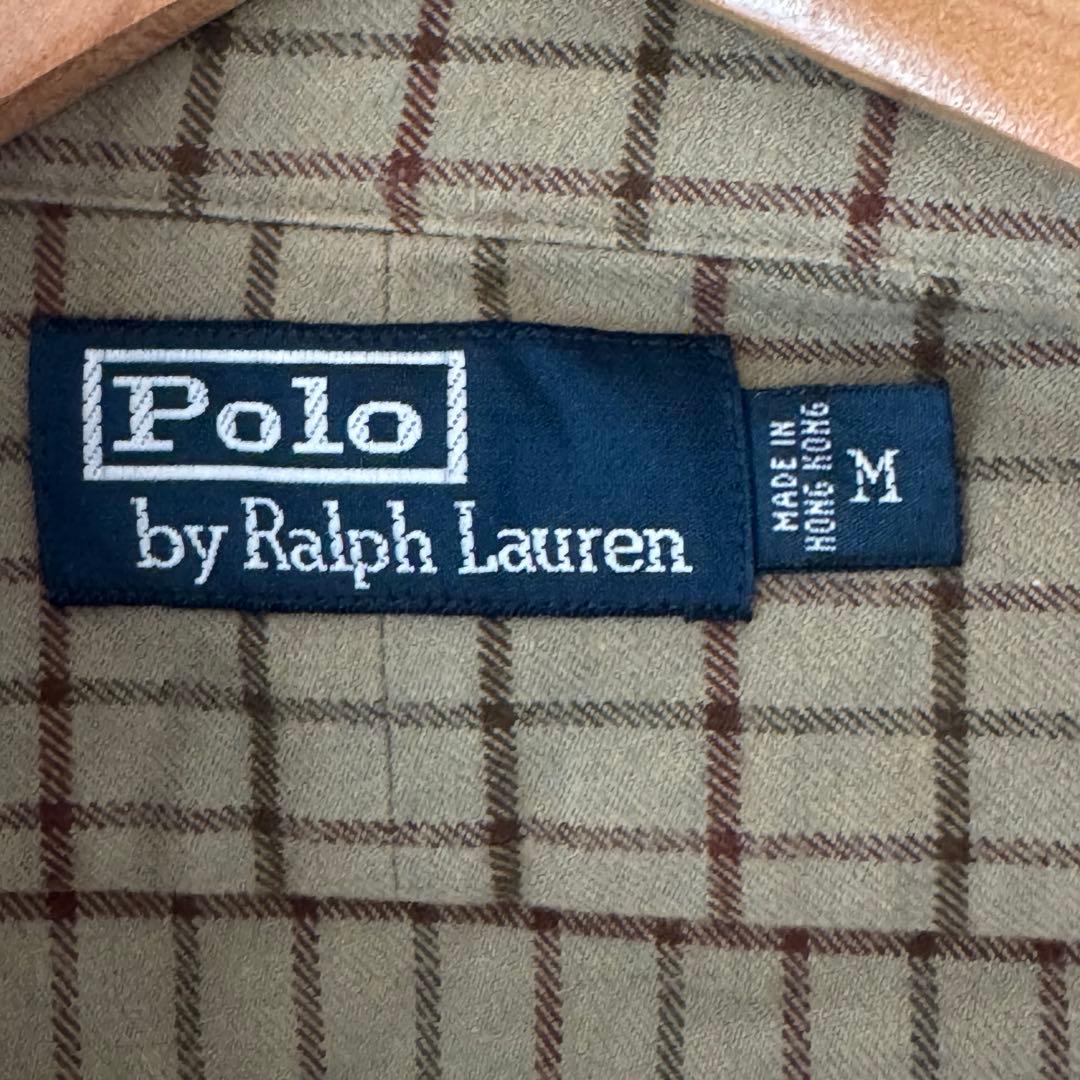 Polo
by Ralph Lauren
MADE IN
HONG KONG
M